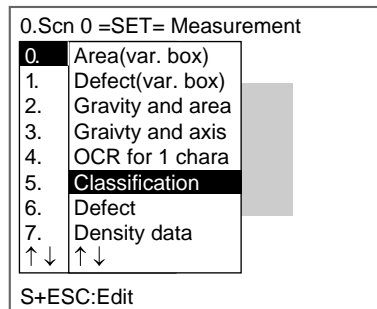 0.Scn 0 =SET= Measurement
0. Area(var. box)
1. Defect(var. box)
2. Gravity and area
3. Graivty and axis
4. OCR for 1 chara
5. Classification
6. Defect
7. Density data
↑↓ ↑↓
S+ESC:Edit